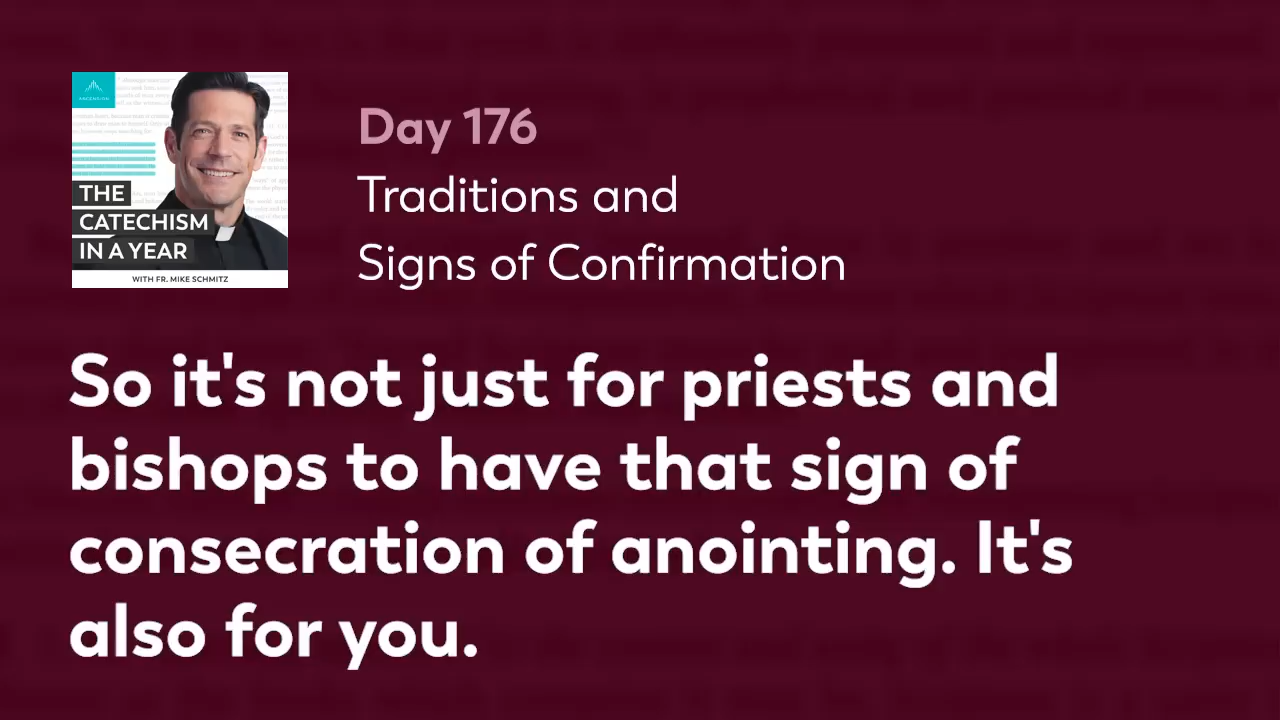 ASCENSION
THE
CATECHISM
IN A YEAR
WITH FR. MIKE SCHMITZ
Day 176
Traditions and
Signs of Confirmation
So it's not just for priests and
bishops to have that sign of
consecration of anointing. It's
also for you.